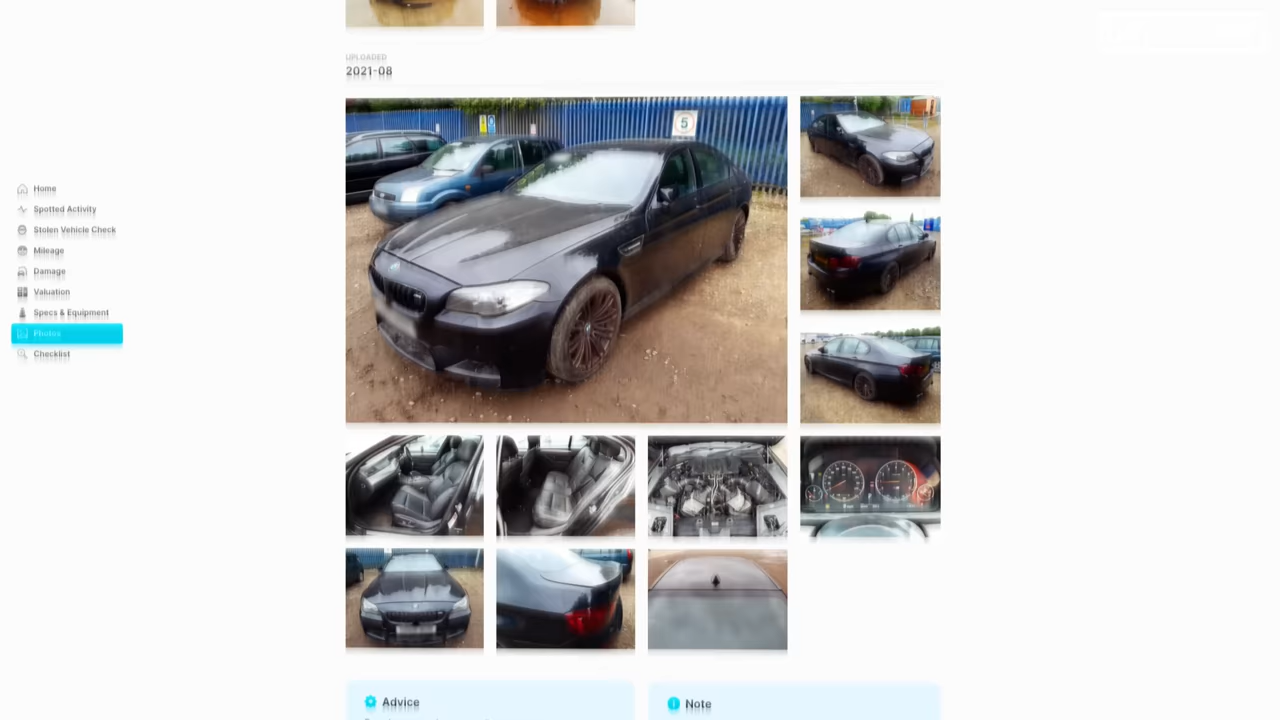 UPLOADED
2021-08
5
Home
Spotted Activity
Stolen Vehicle Check
Mileage
Damage
Valuation
Specs & Equipment
Photos
Checklist
Advice
Note